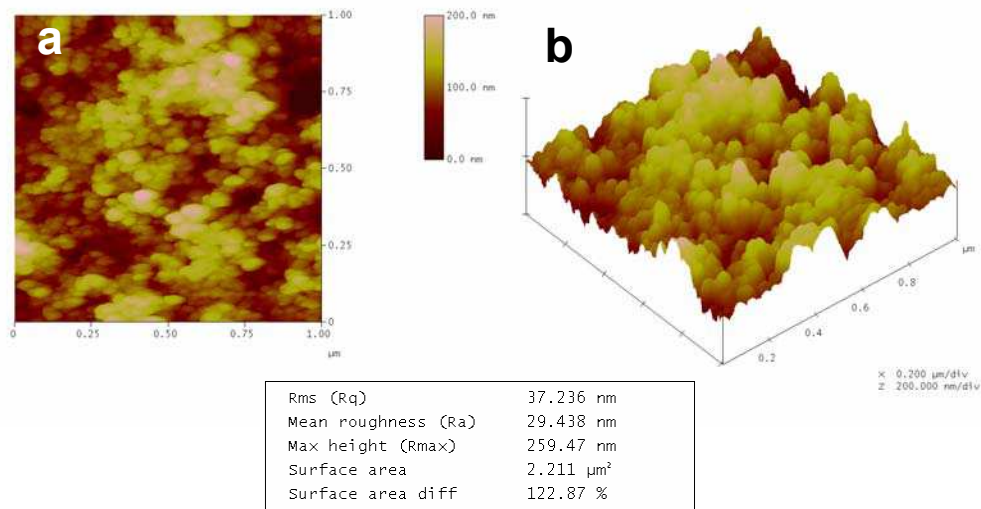 a
1.00
0.75
0.50
0.25
0
0
0.25
0.50
0.75
1.00
µm
200.0 nm
100.0 nm
0.0 nm
b
µm
0.8
0.6
0.4
0.2
X 0.200 µm/div
Z 200.000 nm/div
Rms (Rq) 37.236 nm
Mean roughness (Ra) 29.438 nm
Max height (Rmax) 259.47 nm
Surface area 2.211 µm²
Surface area diff 122.87 %